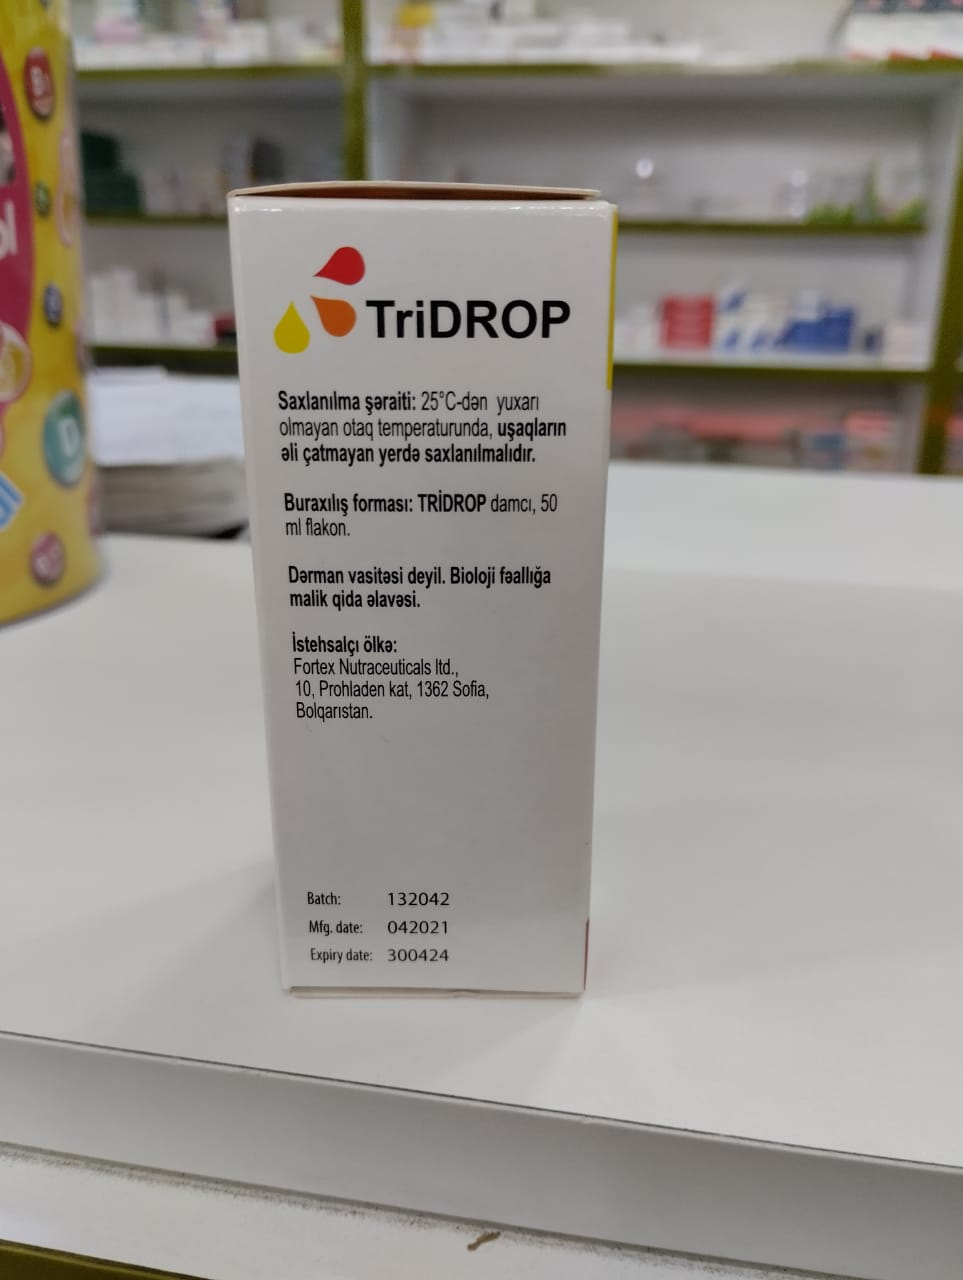 TriDROP
Saxlanılma şəraiti: 25°C-dən yuxarı
olmayan otaq temperaturunda, uşaqların
əli çatmayan yerdə saxlanılmalıdır.
Buraxılış forması: TRİDROP damcı, 50
ml flakon.
Dərman vasitəsi deyil. Bioloji fəallığa
malik qida əlavəsi.
İstehsalçı ölkə:
Fortex Nutraceuticals ltd.,
10, Prohladen kat, 1362 Sofia,
Bolqarıstan.
Batch: 132042
Mfg. date: 042021
Expiry date: 300424